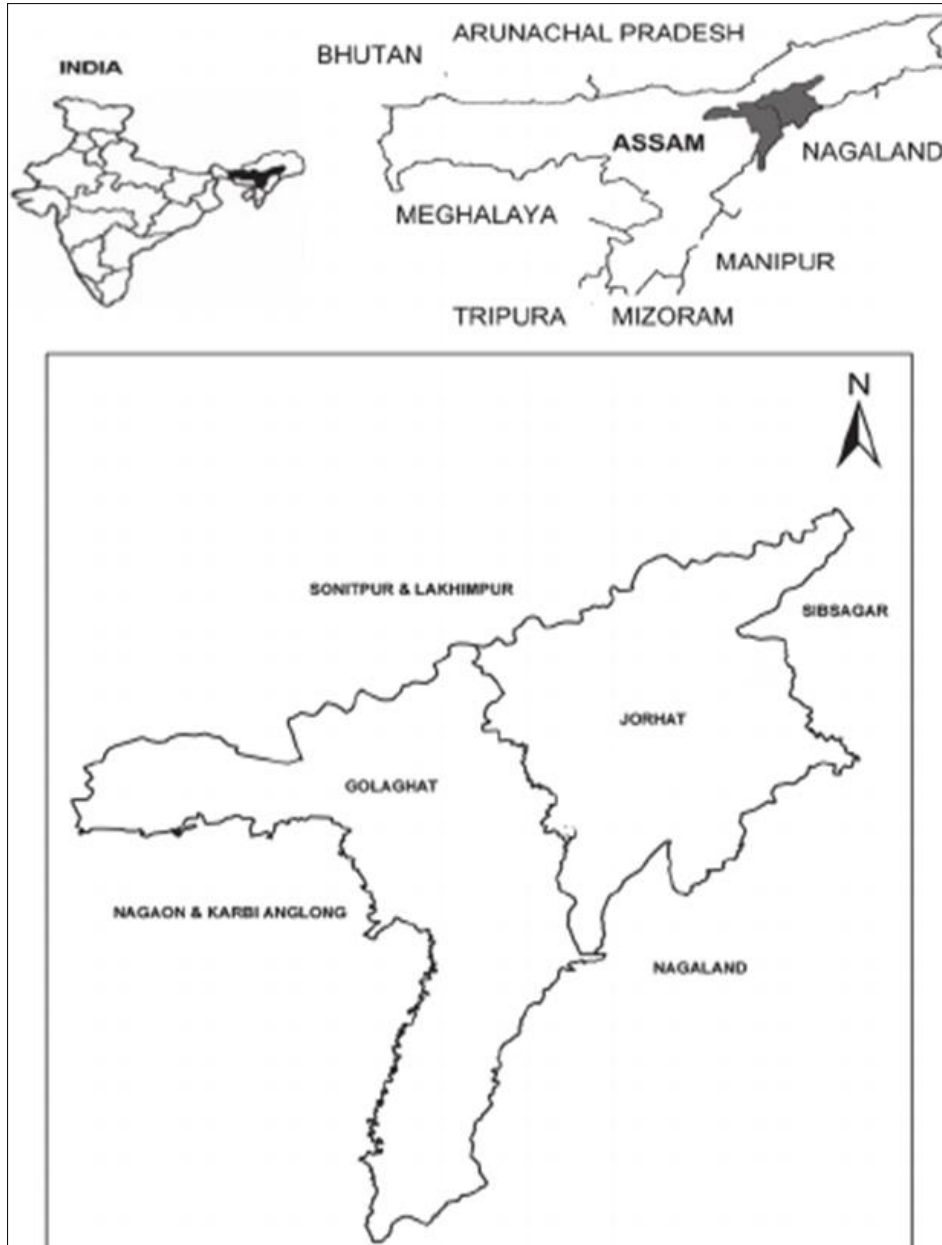 INDIA
BHUTAN
ARUNACHAL PRADESH
ASSAM
NAGALAND
MEGHALAYA
MANIPUR
TRIPURA
MIZORAM
N
SONITPUR & LAKHIMPUR
SIBSAGAR
JORHAT
GOLAGHAT
NAGAON & KARBI ANGLONG
NAGALAND